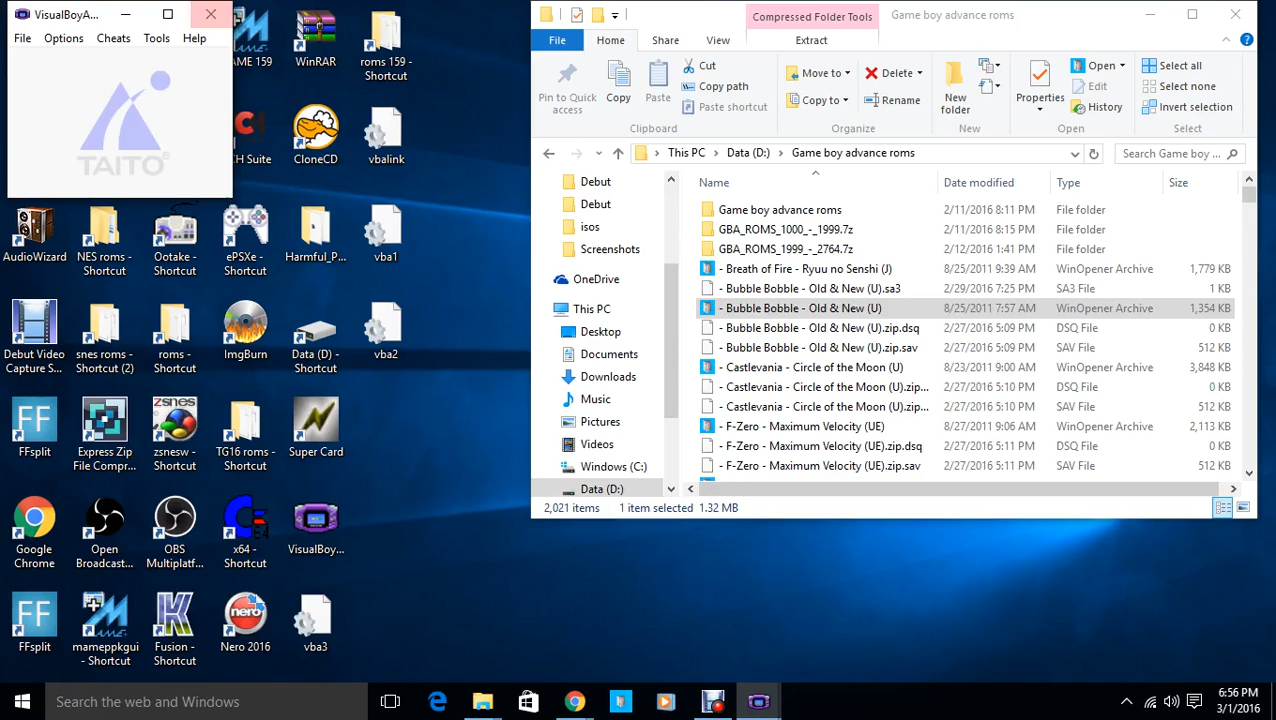 VisualBoyA...
File Options Cheats Tools Help
TAITO
WinRAR
roms 159 - Shortcut
CloneCD
vbalink
AudioWizard
NES roms - Shortcut
Ootake - Shortcut
ePSXe - Shortcut
Harmful_P...
vba1
Debut Video Capture S...
snes roms - Shortcut (2)
roms - Shortcut
ImgBurn
Data (D) - Shortcut
vba2
FFsplit
Express Zip File Compr...
zsnesw - Shortcut
TG16 roms - Shortcut
Super Card
Google Chrome
Open Broadcast...
OBS Multiplatf...
x64 - Shortcut
VisualBoy...
FFsplit
mameppkgui - Shortcut
Fusion - Shortcut
Nero 2016
vba3
Compressed Folder Tools Game boy advance roms
File Home Share View Extract
Pin to Quick access
Copy
Paste
Cut
Copy path
Paste shortcut
Clipboard
Move to
Copy to
Delete
Rename
Organize
New folder
New
Properties
Open
Edit
History
Open
Select all
Select none
Invert selection
Select
This PC Data (D:) Game boy advance roms
Search Game boy ...
Debut
Debut
isos
Screenshots
OneDrive
This PC
Desktop
Documents
Downloads
Music
Pictures
Videos
Windows (C:)
Data (D:)
Name Date modified Type Size
Game boy advance roms 2/11/2016 8:11 PM File folder
GBA_ROMS_1000_-_1999.7z 2/11/2016 8:15 PM File folder
GBA_ROMS_1999_-_2764.7z 2/12/2016 1:41 PM File folder
- Breath of Fire - Ryuu no Senshi (J) 8/25/2011 9:39 AM WinOpener Archive 1,779 KB
- Bubble Bobble - Old & New (U).sa3 2/29/2016 7:25 PM SA3 File 1 KB
- Bubble Bobble - Old & New (U) 8/25/2011 7:57 AM WinOpener Archive 1,354 KB
- Bubble Bobble - Old & New (U).zip.dsq 2/27/2016 5:09 PM DSQ File 0 KB
- Bubble Bobble - Old & New (U).zip.sav 2/27/2016 5:09 PM SAV File 512 KB
- Castlevania - Circle of the Moon (U) 8/23/2011 9:00 AM WinOpener Archive 3,848 KB
- Castlevania - Circle of the Moon (U).zip... 2/27/2016 5:10 PM DSQ File 0 KB
- Castlevania - Circle of the Moon (U).zip... 2/27/2016 5:10 PM SAV File 512 KB
- F-Zero - Maximum Velocity (UE) 8/27/2011 9:06 AM WinOpener Archive 2,113 KB
- F-Zero - Maximum Velocity (UE).zip.dsq 2/27/2016 5:11 PM DSQ File 0 KB
- F-Zero - Maximum Velocity (UE).zip.sav 2/27/2016 5:11 PM SAV File 512 KB
2,021 items 1 item selected 1.32 MB
Search the web and Windows
6:56 PM
3/1/2016